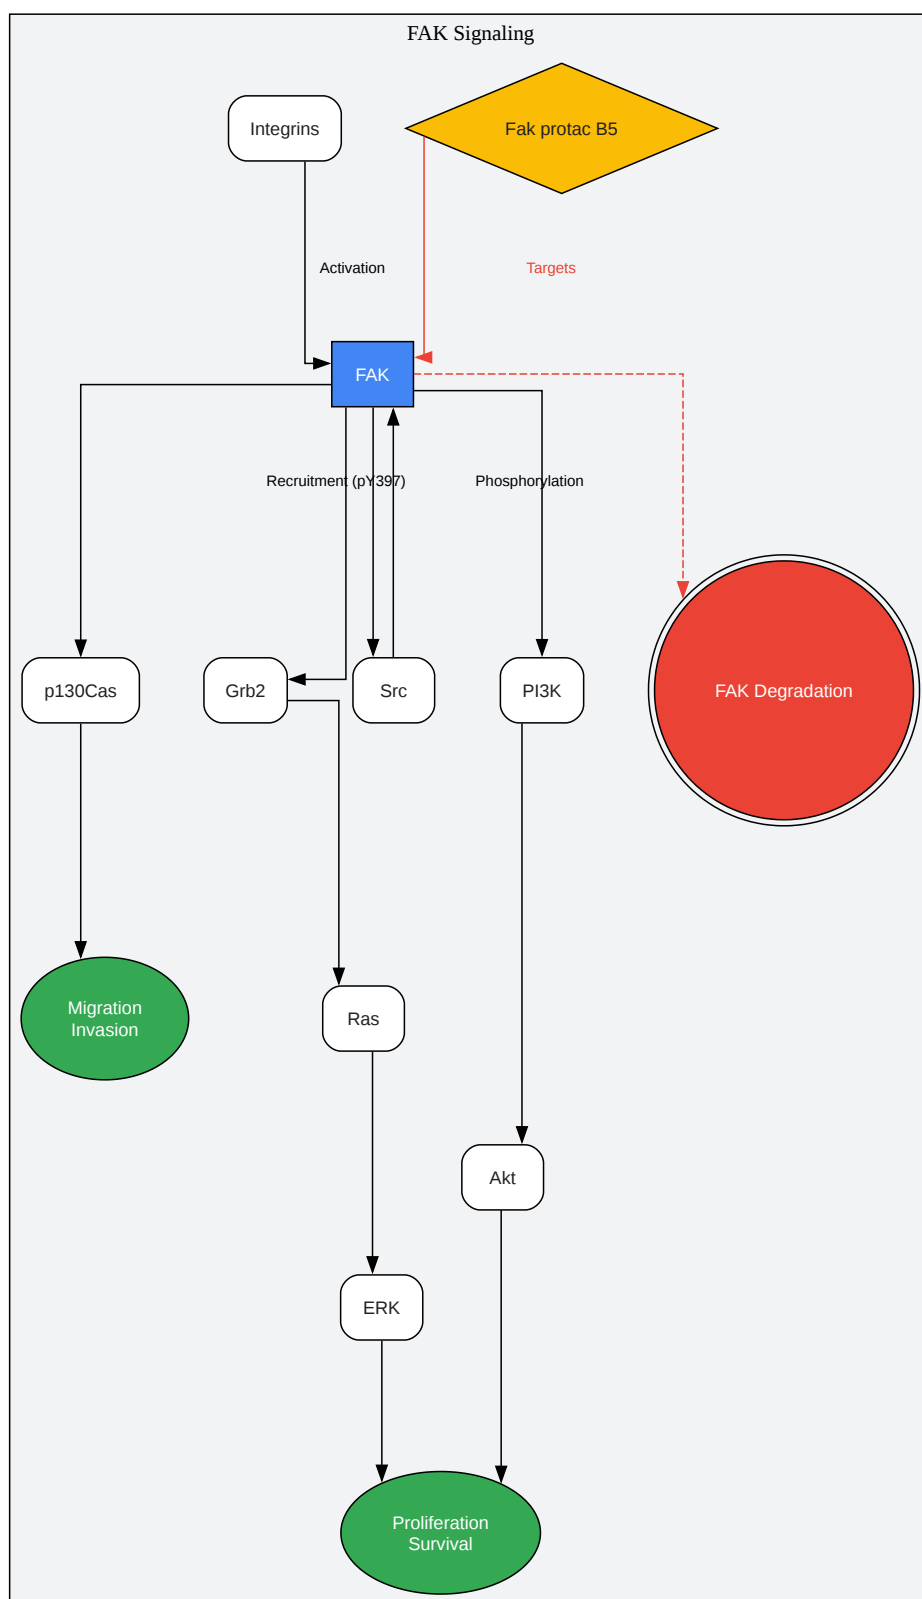 FAK Signaling
Integrins
Fak protac B5
Activation
Targets
FAK
Recruitment (pY397)
Phosphorylation
p130Cas
Grb2
Src
PI3K
FAK Degradation
Migration
Invasion
Ras
Akt
ERK
Proliferation
Survival